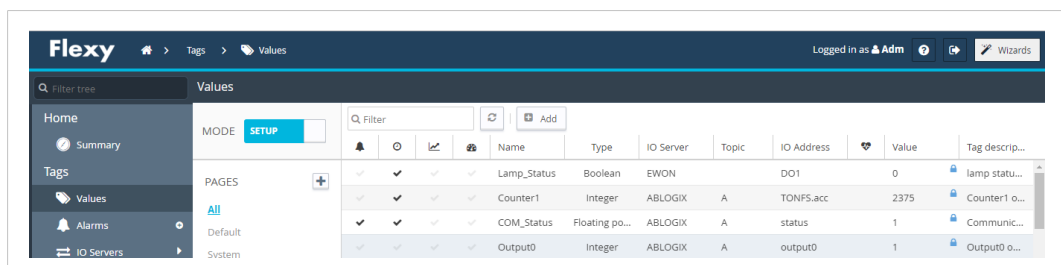 Flexy > Tags > Values Logged in as Adm Wizards
Filter tree Values
Home
Summary
Tags
Values
Alarms
IO Servers
MODE SETUP
PAGES
All
Default
System
Filter Add
Name Type IO Server Topic IO Address Value Tag descrip...
Lamp_Status Boolean EWON DO1 0 lamp statu...
Counter1 Integer ABLOGIX A TONFS.acc 2375 Counter1 o...
COM_Status Floating po... ABLOGIX A status 1 Communic...
Output0 Integer ABLOGIX A output0 1 Output0 o...